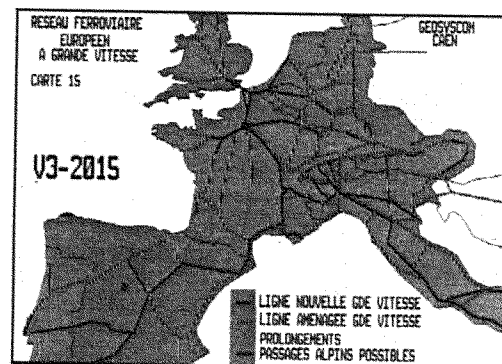 RESEAU FERROVIAIRE
EUROPEEN
A GRANDE VITESSE
CARTE 15
GEOSYSCOM
CAEN
V3-2015
LIGNE NOUVELLE GDE VITESSE
LIGNE AMENAGEE GDE VITESSE
PROLONGEMENTS
PASSAGES ALPINS POSSIBLES